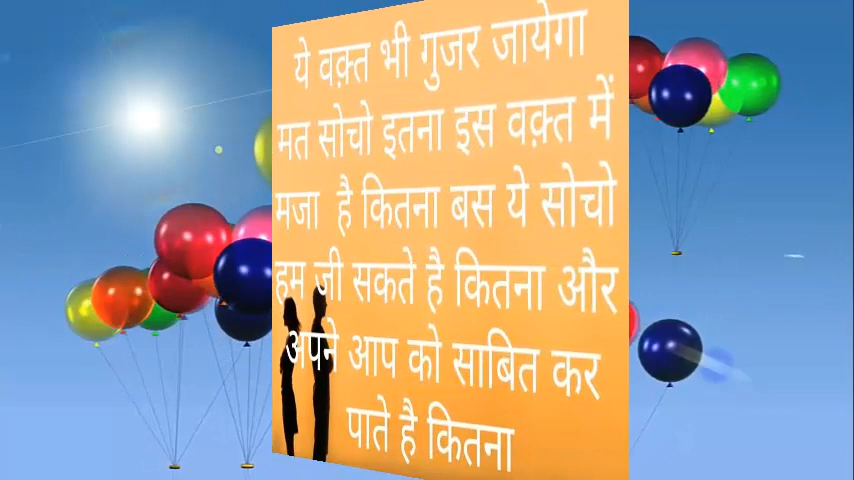 ये वक़्त भी गुजर जायेगा
मत सोचो इतना इस वक़्त में
मजा है कितना बस ये सोचो
हम जी सकते है कितना और
अपने आप को साबित कर
पाते है कितना